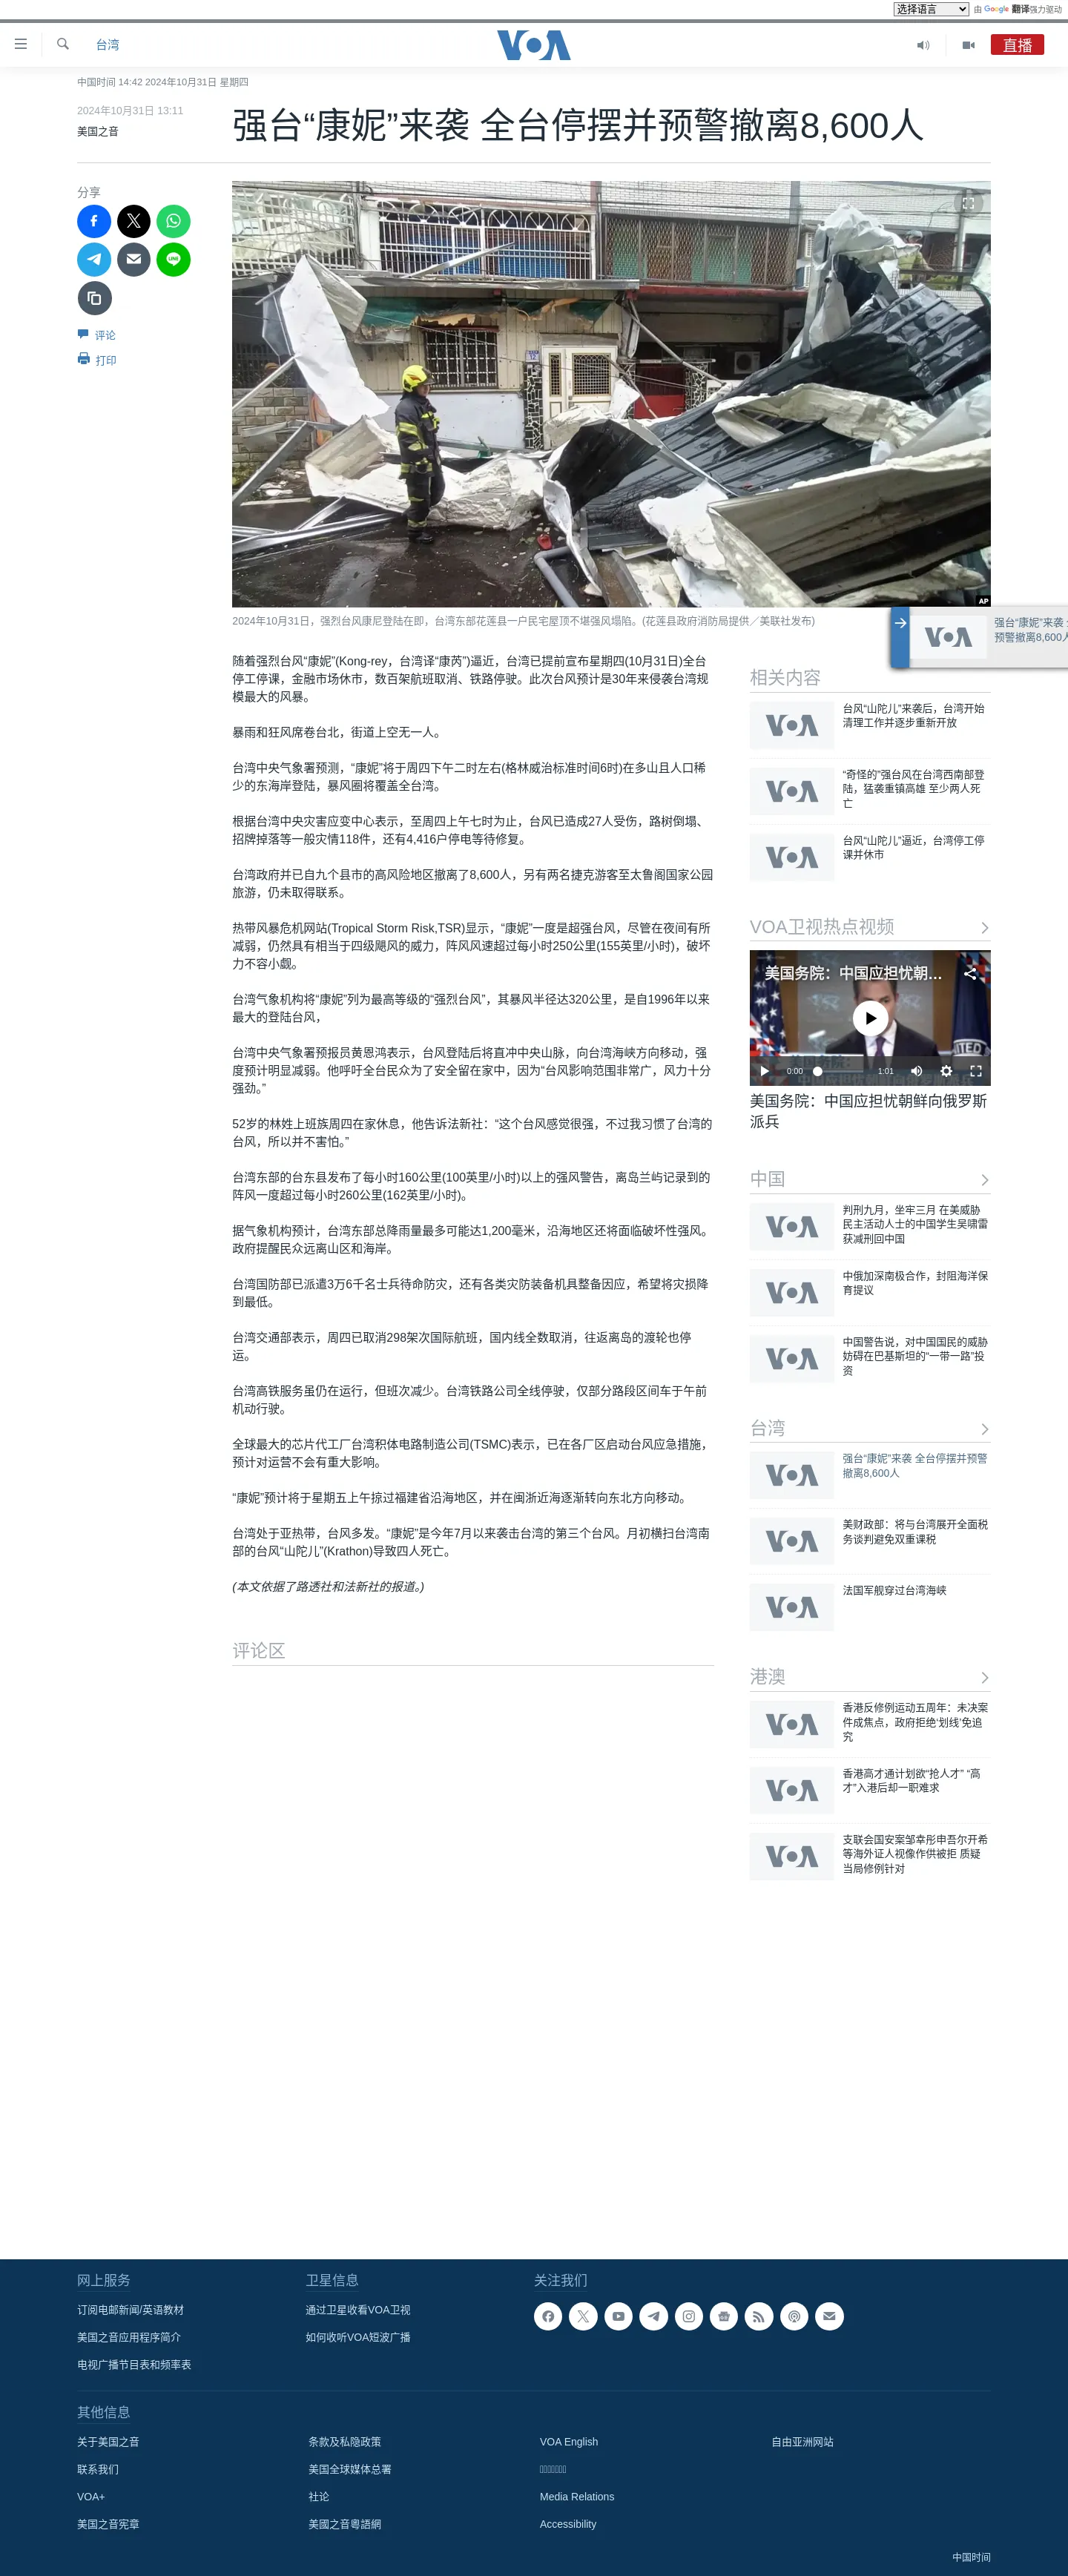 选择语言
由 Google 翻译强力驱动
台湾
VOA
直播
中国时间 14:42 2024年10月31日 星期四
2024年10月31日 13:11
美国之音
强台“康妮”来袭 全台停摆并预警撤离8,600人
分享
LINE
评论
打印
AP
2024年10月31日，强烈台风康尼登陆在即，台湾东部花莲县一户民宅屋顶不堪强风塌陷。(花莲县政府消防局提供／美联社发布)
VOA
强台“康妮”来袭
预警撤离8,600人
随着强烈台风“康妮”(Kong-rey，台湾译“康芮”)逼近，台湾已提前宣布星期四(10月31日)全台
停工停课，金融市场休市，数百架航班取消、铁路停驶。此次台风预计是30年来侵袭台湾规
模最大的风暴。
暴雨和狂风席卷台北，街道上空无一人。
台湾中央气象署预测，“康妮”将于周四下午二时左右(格林威治标准时间6时)在多山且人口稀
少的东海岸登陆，暴风圈将覆盖全台湾。
根据台湾中央灾害应变中心表示，至周四上午七时为止，台风已造成27人受伤，路树倒塌、
招牌掉落等一般灾情118件，还有4,416户停电等待修复。
台湾政府并已自九个县市的高风险地区撤离了8,600人，另有两名捷克游客至太鲁阁国家公园
旅游，仍未取得联系。
热带风暴危机网站(Tropical Storm Risk,TSR)显示，“康妮”一度是超强台风，尽管在夜间有所
减弱，仍然具有相当于四级飓风的威力，阵风风速超过每小时250公里(155英里/小时)，破坏
力不容小觑。
台湾气象机构将“康妮”列为最高等级的“强烈台风”，其暴风半径达320公里，是自1996年以来
最大的登陆台风，
台湾中央气象署预报员黄恩鸿表示，台风登陆后将直冲中央山脉，向台湾海峡方向移动，强
度预计明显减弱。他呼吁全台民众为了安全留在家中，因为“台风影响范围非常广，风力十分
强劲。”
52岁的林姓上班族周四在家休息，他告诉法新社：“这个台风感觉很强，不过我习惯了台湾的
台风，所以并不害怕。”
台湾东部的台东县发布了每小时160公里(100英里/小时)以上的强风警告，离岛兰屿记录到的
阵风一度超过每小时260公里(162英里/小时)。
据气象机构预计，台湾东部总降雨量最多可能达1,200毫米，沿海地区还将面临破坏性强风。
政府提醒民众远离山区和海岸。
台湾国防部已派遣3万6千名士兵待命防灾，还有各类灾防装备机具整备因应，希望将灾损降
到最低。
台湾交通部表示，周四已取消298架次国际航班，国内线全数取消，往返离岛的渡轮也停
运。
台湾高铁服务虽仍在运行，但班次减少。台湾铁路公司全线停驶，仅部分路段区间车于午前
机动行驶。
全球最大的芯片代工厂台湾积体电路制造公司(TSMC)表示，已在各厂区启动台风应急措施，
预计对运营不会有重大影响。
“康妮”预计将于星期五上午掠过福建省沿海地区，并在闽浙近海逐渐转向东北方向移动。
台湾处于亚热带，台风多发。“康妮”是今年7月以来袭击台湾的第三个台风。月初横扫台湾南
部的台风“山陀儿”(Krathon)导致四人死亡。
(本文依据了路透社和法新社的报道。)
评论区
相关内容
VOA
台风“山陀儿”来袭后，台湾开始
清理工作并逐步重新开放
VOA
“奇怪的”强台风在台湾西南部登
陆，猛袭重镇高雄 至少两人死
亡
VOA
台风“山陀儿”逼近，台湾停工停
课并休市
VOA卫视热点视频
美国务院：中国应担忧朝...
0:00
1:01
美国务院：中国应担忧朝鲜向俄罗斯
派兵
中国
VOA
判刑九月，坐牢三月 在美威胁
民主活动人士的中国学生吴啸雷
获减刑回中国
VOA
中俄加深南极合作，封阻海洋保
育提议
VOA
中国警告说，对中国国民的威胁
妨碍在巴基斯坦的“一带一路”投
资
台湾
VOA
强台“康妮”来袭 全台停摆并预警
撤离8,600人
VOA
美财政部：将与台湾展开全面税
务谈判避免双重课税
VOA
法国军舰穿过台湾海峡
港澳
VOA
香港反修例运动五周年：未决案
件成焦点，政府拒绝‘划线’免追
究
VOA
香港高才通计划欲“抢人才” “高
才”入港后却一职难求
VOA
支联会国安案邹幸彤申吾尔开希
等海外证人视像作供被拒 质疑
当局修例针对
网上服务
订阅电邮新闻/英语教材
美国之音应用程序简介
电视广播节目表和频率表
卫星信息
通过卫星收看VOA卫视
如何收听VOA短波广播
关注我们
其他信息
关于美国之音
联系我们
VOA+
美国之音宪章
条款及私隐政策
美国全球媒体总署
社论
美國之音粵語網
VOA English
Media Relations
Accessibility
自由亚洲网站
中国时间